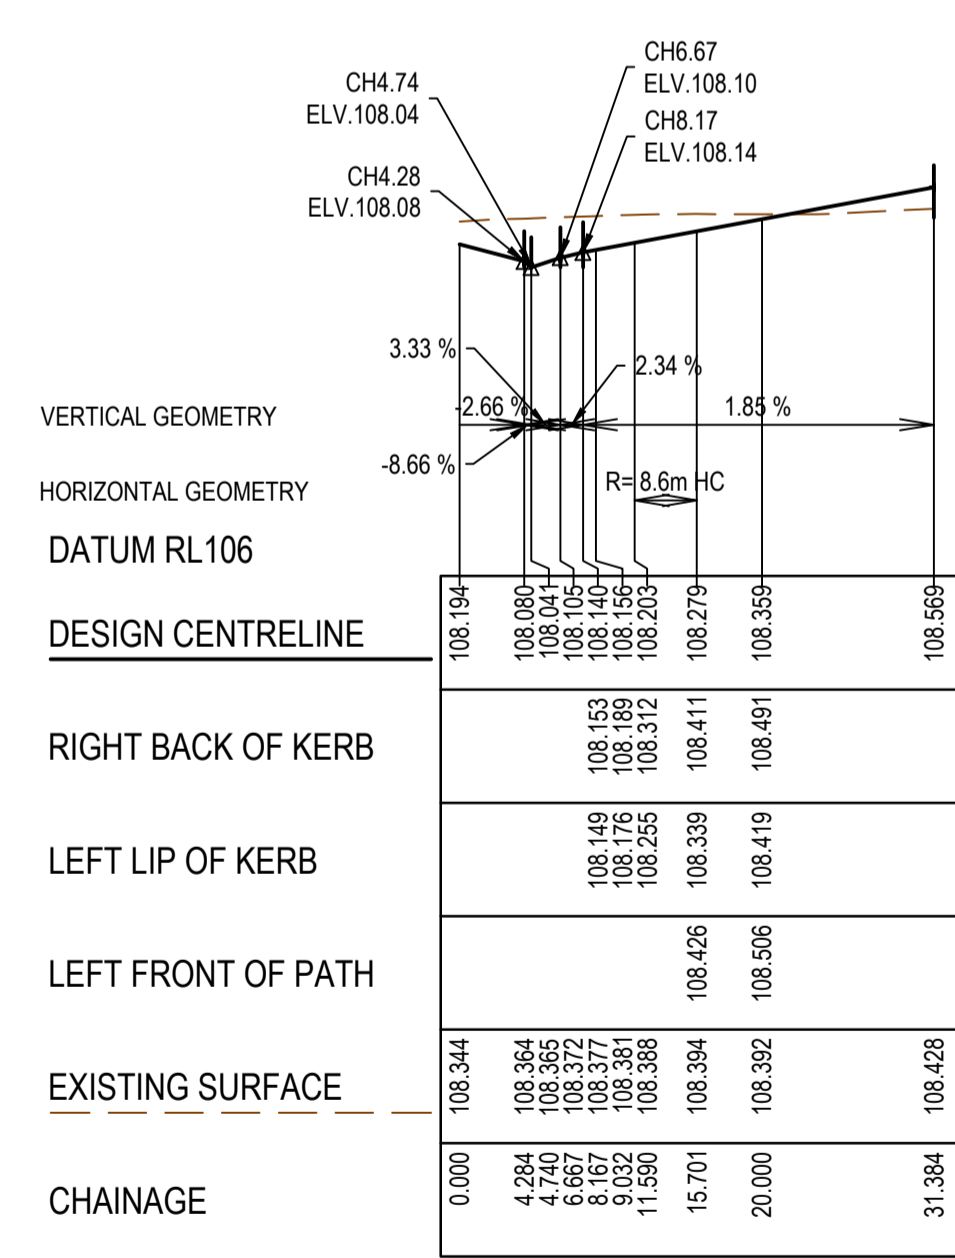 CH6.67
ELV.108.10
CH4.74
ELV.108.04
CH8.17
ELV.108.14
CH4.28
ELV.108.08
3.33 %
2.34 %
-2.66 %
1.85 %
VERTICAL GEOMETRY
-8.66 %
R= 8.6m HC
HORIZONTAL GEOMETRY
DATUM RL106
DESIGN CENTRELINE 108.194 108.080 108.041 108.105 108.140 108.156 108.203 108.279 108.359 108.569
RIGHT BACK OF KERB 108.153 108.189 108.312 108.411 108.491
LEFT LIP OF KERB 108.149 108.176 108.255 108.339 108.419
LEFT FRONT OF PATH 108.426 108.506
EXISTING SURFACE 108.344 108.364 108.365 108.372 108.377 108.381 108.388 108.394 108.392 108.428
CHAINAGE 0.000 4.284 4.740 6.667 8.167 9.032 11.590 15.701 20.000 31.384